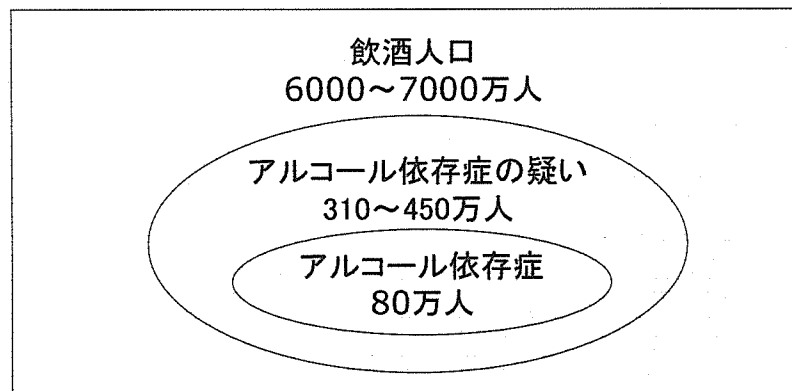 飲酒人口
6000～7000万人
アルコール依存症の疑い
310～450万人
アルコール依存症
80万人